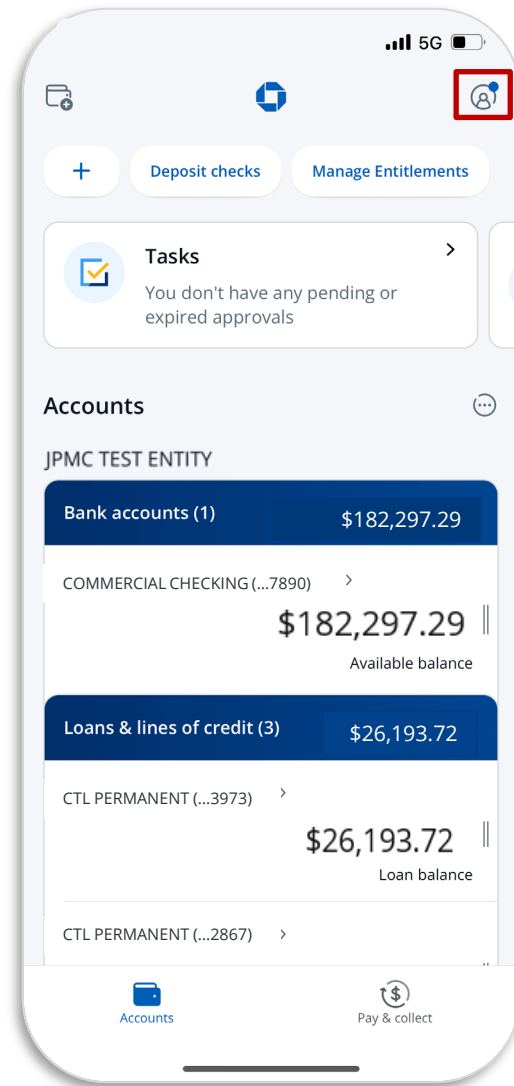 5G
+
Deposit checks
Manage Entitlements
Tasks
You don't have any pending or
expired approvals
Accounts
JPMC TEST ENTITY
Bank accounts (1)
$182,297.29
COMMERCIAL CHECKING (...7890)
$182,297.29
Available balance
Loans & lines of credit (3)
$26,193.72
CTL PERMANENT (...3973)
$26,193.72
Loan balance
CTL PERMANENT (...2867)
Accounts
Pay & collect